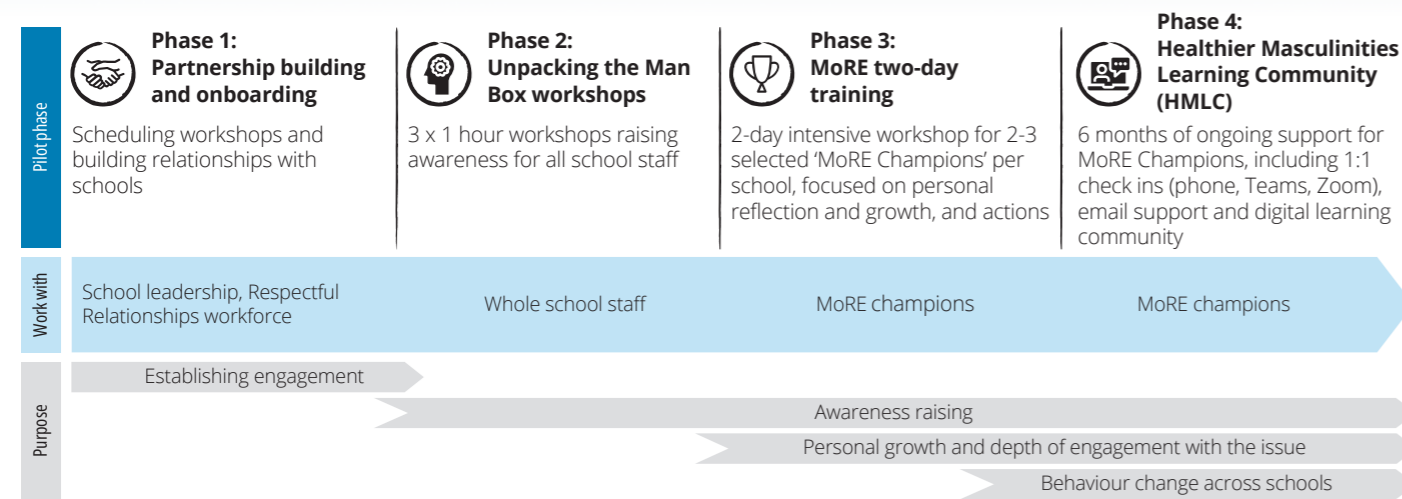 Pilot phase
Phase 1:
Partnership building
and onboarding
Scheduling workshops and
building relationships with
schools
Phase 2:
Unpacking the Man
Box workshops
3 x 1 hour workshops raising
awareness for all school staff
Phase 3:
MoRE two-day
training
2-day intensive workshop for 2-3
selected ‘MoRE Champions’ per
school, focused on personal
reflection and growth, and actions
Phase 4:
Healthier Masculinities
Learning Community
(HMLC)
6 months of ongoing support for
MoRE Champions, including 1:1
check ins (phone, Teams, Zoom),
email support and digital learning
community
Work with
School leadership, Respectful
Relationships workforce
Whole school staff
MoRE champions
MoRE champions
Purpose
Establishing engagement
Awareness raising
Personal growth and depth of engagement with the issue
Behaviour change across schools